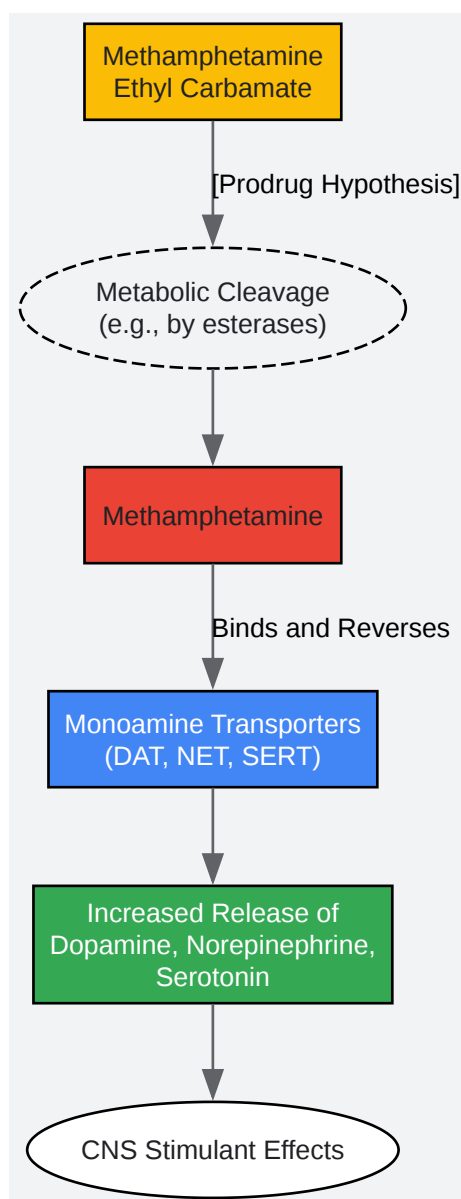 Methamphetamine
Ethyl Carbamate
[Prodrug Hypothesis]
Metabolic Cleavage
(e.g., by esterases)
Methamphetamine
Binds and Reverses
Monoamine Transporters
(DAT, NET, SERT)
Increased Release of
Dopamine, Norepinephrine,
Serotonin
CNS Stimulant Effects